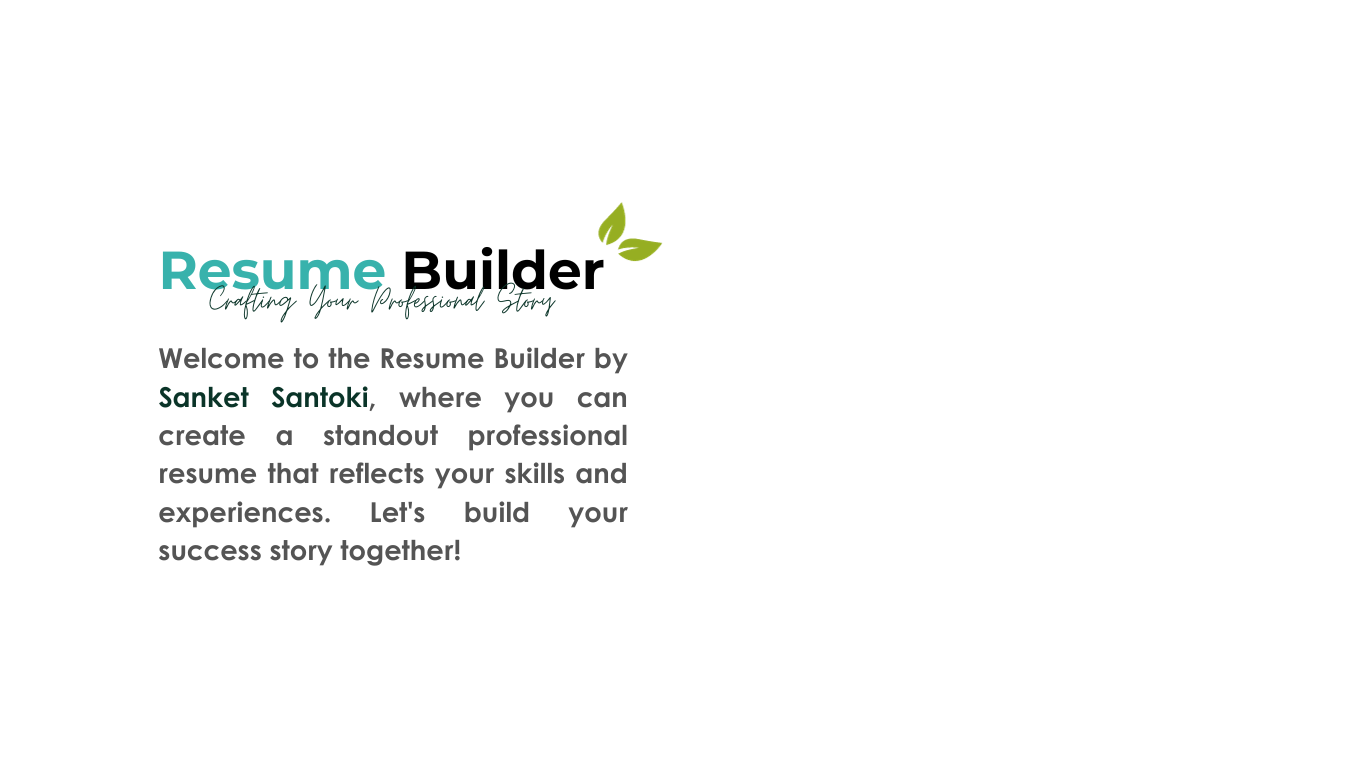 Resume Builder
Crafting Your Professional Story
Welcome to the Resume Builder by
Sanket Santoki, where you can
create a standout professional
resume that reflects your skills and
experiences. Let's build your
success story together!